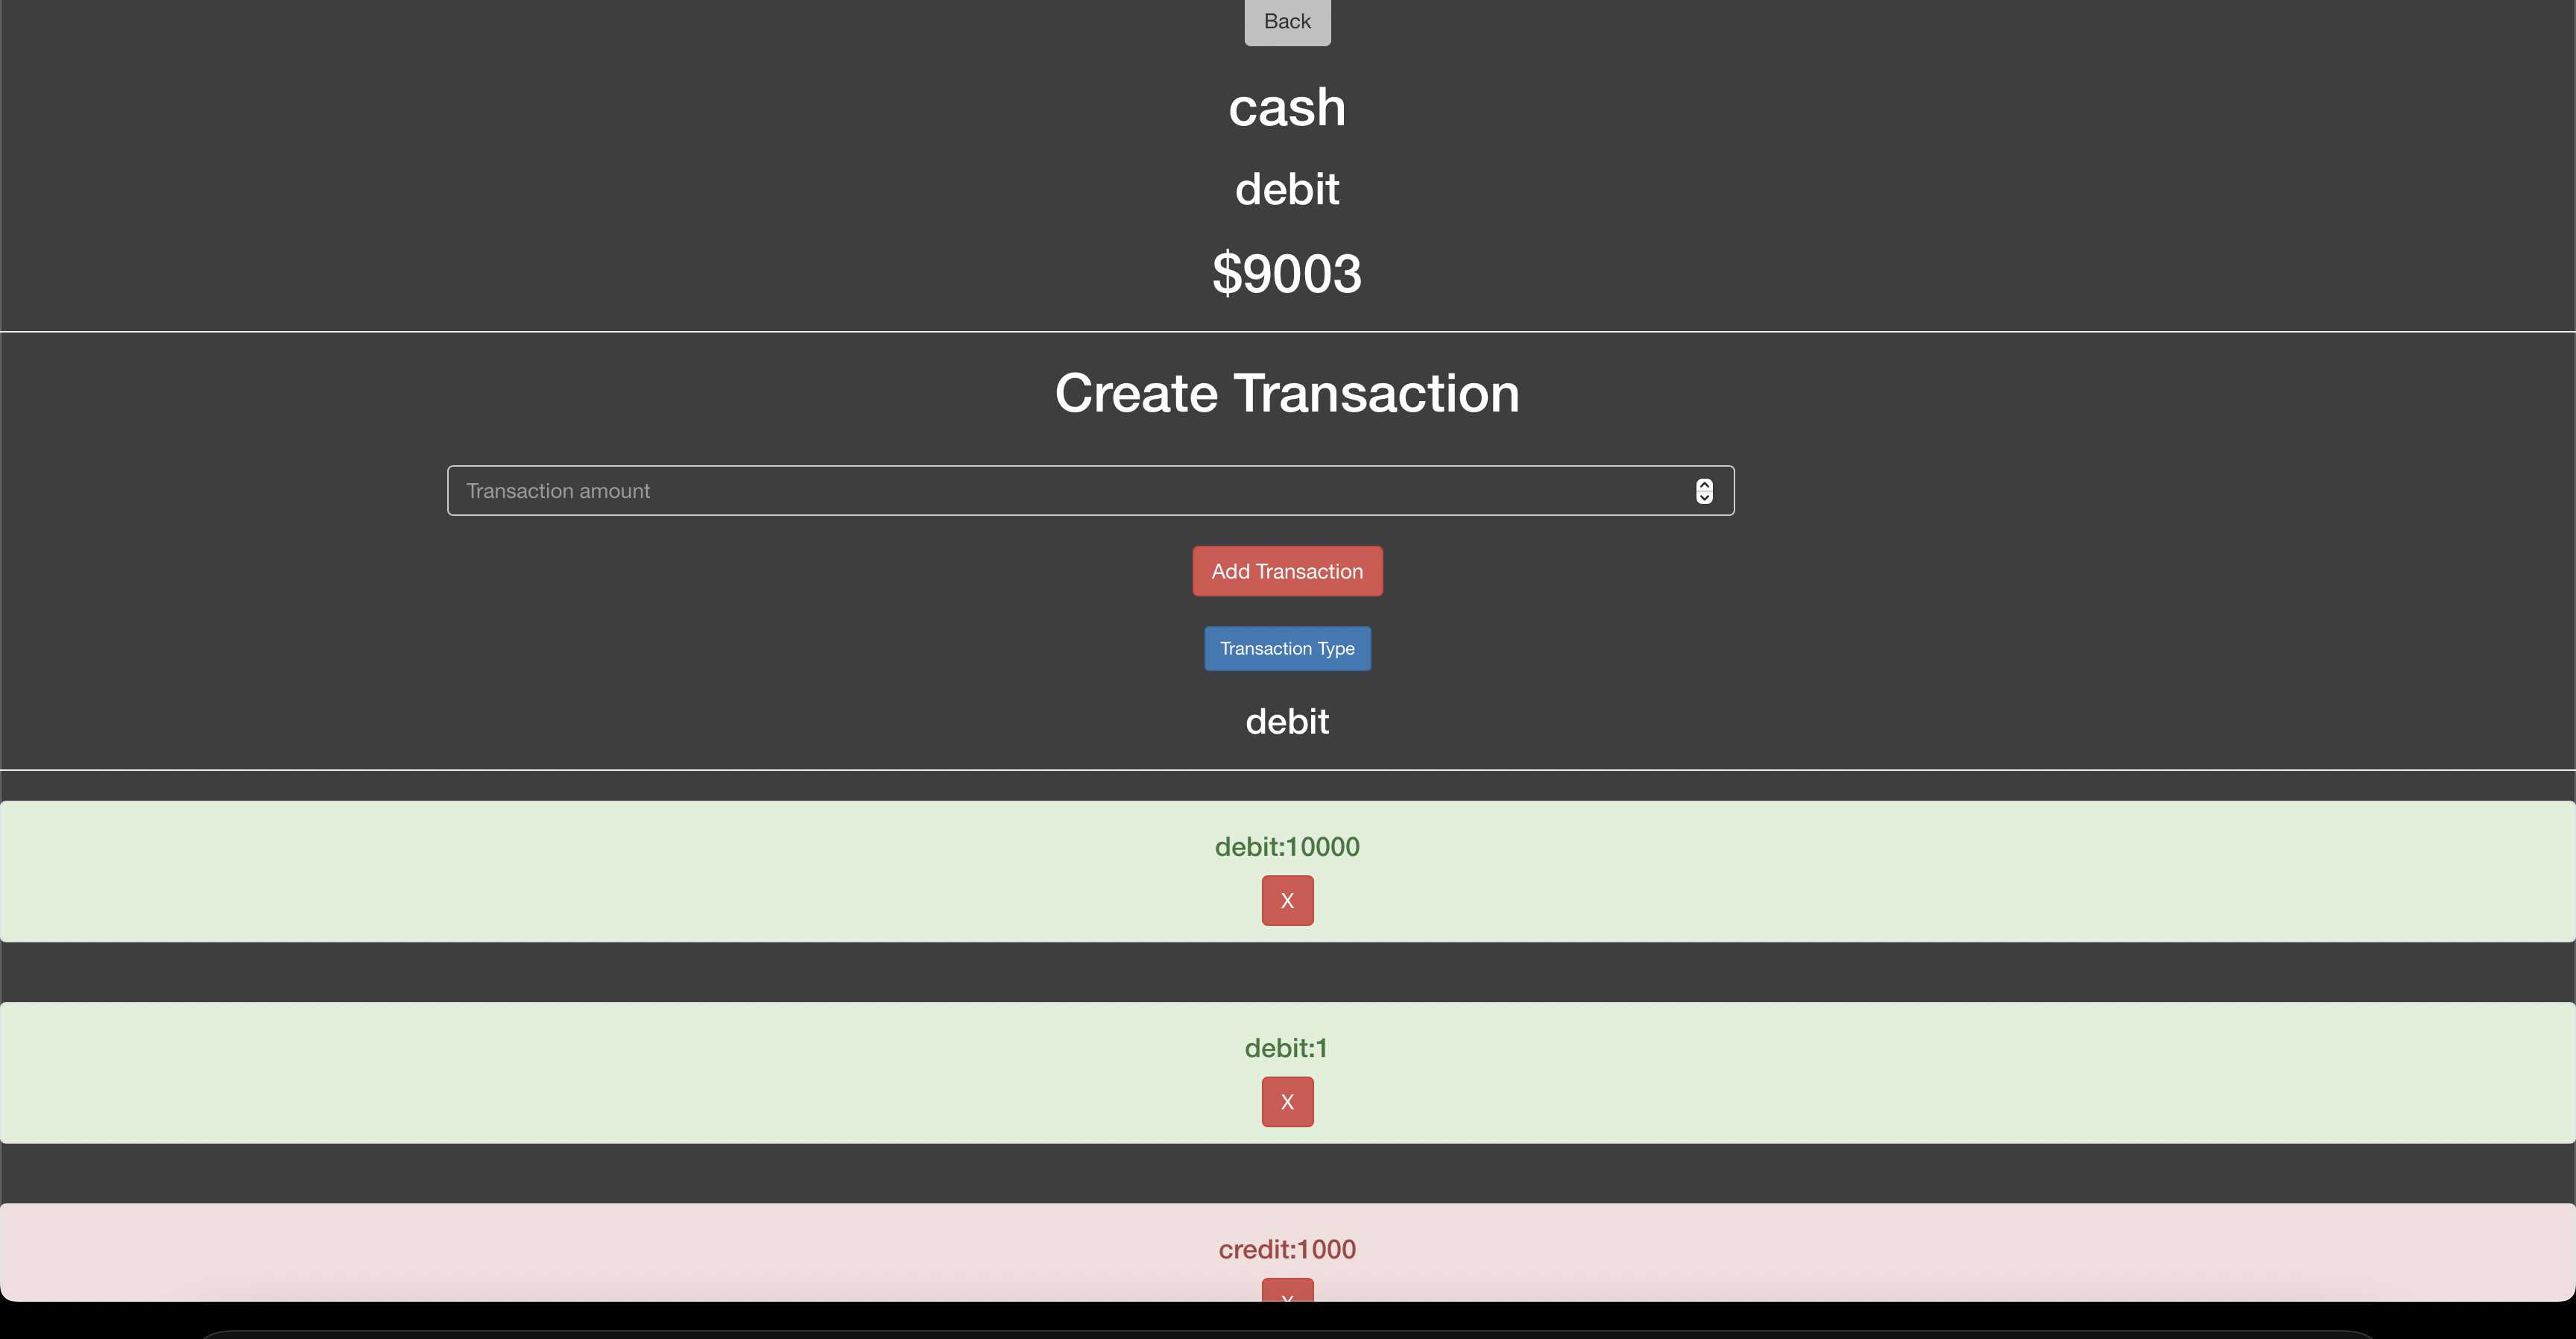 Back
cash
debit
$9003
Create Transaction
Transaction amount
Add Transaction
Transaction Type
debit
debit:10000
X
debit:1
X
credit:1000
X